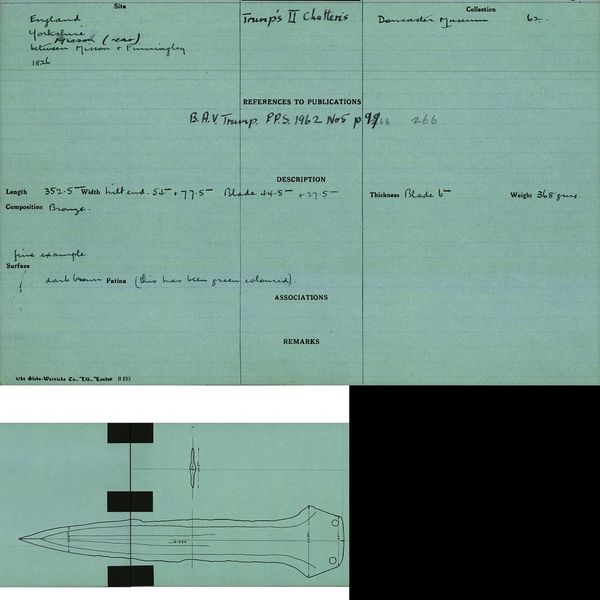 Site
England
Yorkshire
Misson (near)
between Misson + Finningley
1826
Trump's II Chatteris
Collection
Doncaster Museum 62.
REFERENCES TO PUBLICATIONS
B.A.V. Trump. P.P.S. 1962 No5 p 99 266
DESCRIPTION
Length 352.5 Width hilt end. 54 + 77.5 Blade 44.5 + 27.5
Thickness Blade 6 Weight 368 gms.
Composition Bronze.
fine example
Surface
dark brown Patina (this has been green coloured).
ASSOCIATIONS
REMARKS
The Globe-Wernicke Co., Ltd., London B 253